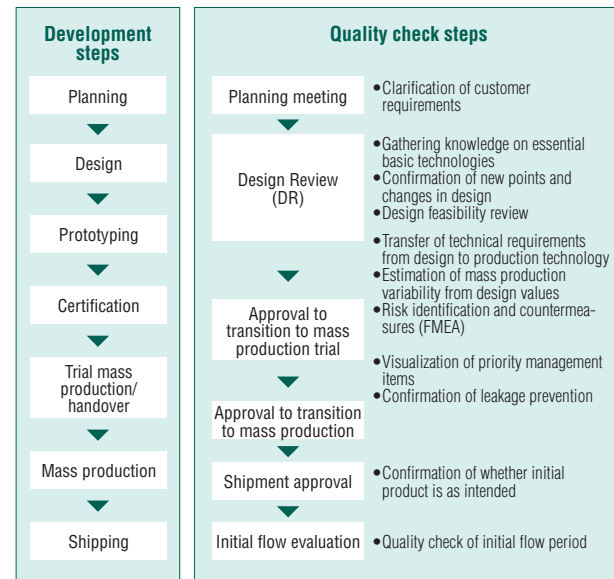 Development
steps
Planning
Design
Prototyping
Certification
Trial mass
production/
handover
Mass production
Shipping
Quality check steps
Planning meeting
•Clarification of customer
requirements
Design Review
(DR)
•Gathering knowledge on essential
basic technologies
•Confirmation of new points and
changes in design
•Design feasibility review
•Transfer of technical requirements
from design to production technology
•Estimation of mass production
variability from design values
•Risk identification and countermea-
sures (FMEA)
Approval to
transition to mass
production trial
•Visualization of priority management
items
•Confirmation of leakage prevention
Approval to transition
to mass production
Shipment approval
•Confirmation of whether initial
product is as intended
Initial flow evaluation
•Quality check of initial flow period